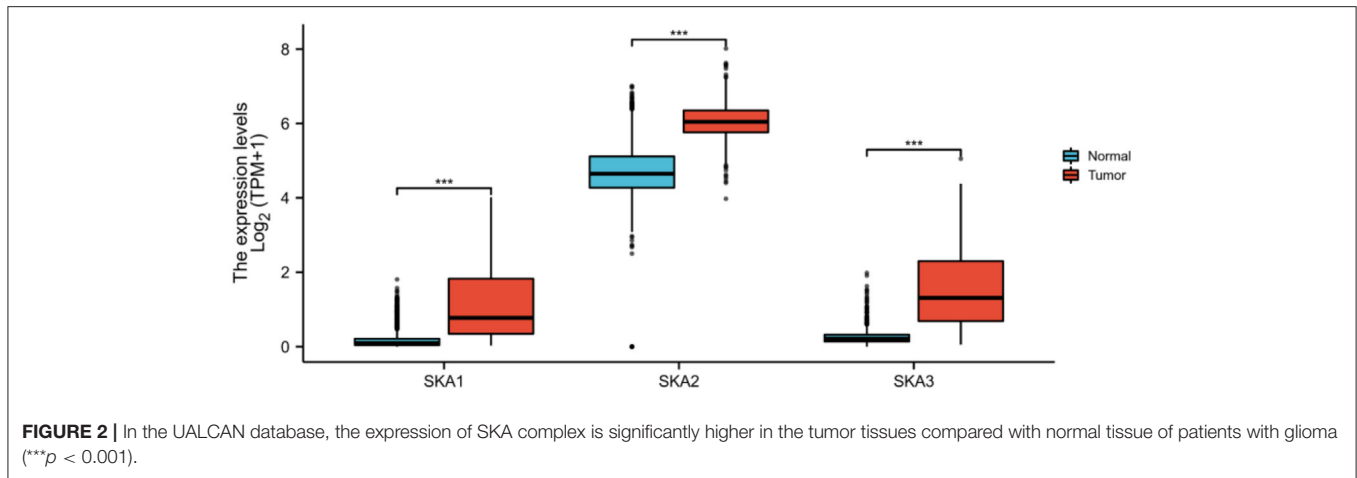 ***
8
***
***
6
Normal
Tumor
4
2
0
The expression levels
Log2 (TPM+1)
SKA1
SKA2
SKA3
FIGURE 2 | In the UALCAN database, the expression of SKA complex is significantly higher in the tumor tissues compared with normal tissue of patients with glioma
(***p < 0.001).